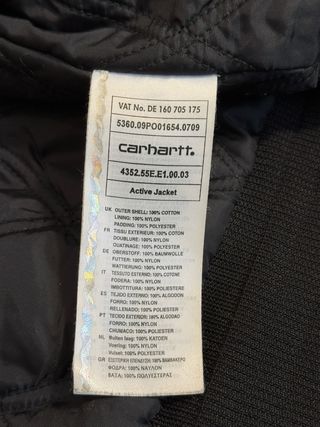 VAT No. DE 160 705 175
5360.09PO01654.0709
carhartt.
4352.55E.E1.00.03
Active Jacket
UK OUTER SHELL: 100% COTTON
LINING: 100% NYLON
PADDING: 100% POLYESTER
FR TISSU EXTERIEUR: 100% COTON
DOUBLURE: 100% NYLON
OUATINAGE: 100% POLYESTER
DE OBERSTOFF: 100% BAUMWOLLE
FUTTER: 100% NYLON
WATTIERUNG: 100% POLYESTER
IT TESSUTO ESTERNO: 100% COTONE
FODERA: 100% NYLON
IMBOTTITURA: 100% POLIESTERE
ES TEJIDO EXTERNO: 100% ALGODON
FORRO: 100% NYLON
RELLENADO: 100% POLIESTER
PT TECIDO EXTERIOR: 100% ALGODAO
FORRO: 100% NYLON
CHUMACO: 100% POLIESTER
NL Buiten laag: 100% KATOEN
Voering: 100% NYLON
Vulsel: 100% POLYESTER
GR ΕΞΩΤΕΡΙΚΗ ΕΠΕΝΔΥΣΗ: 100% ΒΑΜΒΑΚΕΡΟ
ΦΟΔΡΑ: 100% ΝΑΥΛΟΝ
ΒΑΤΑ: 100% ΠΟΛΥΕΣΤΕΡΑΣ